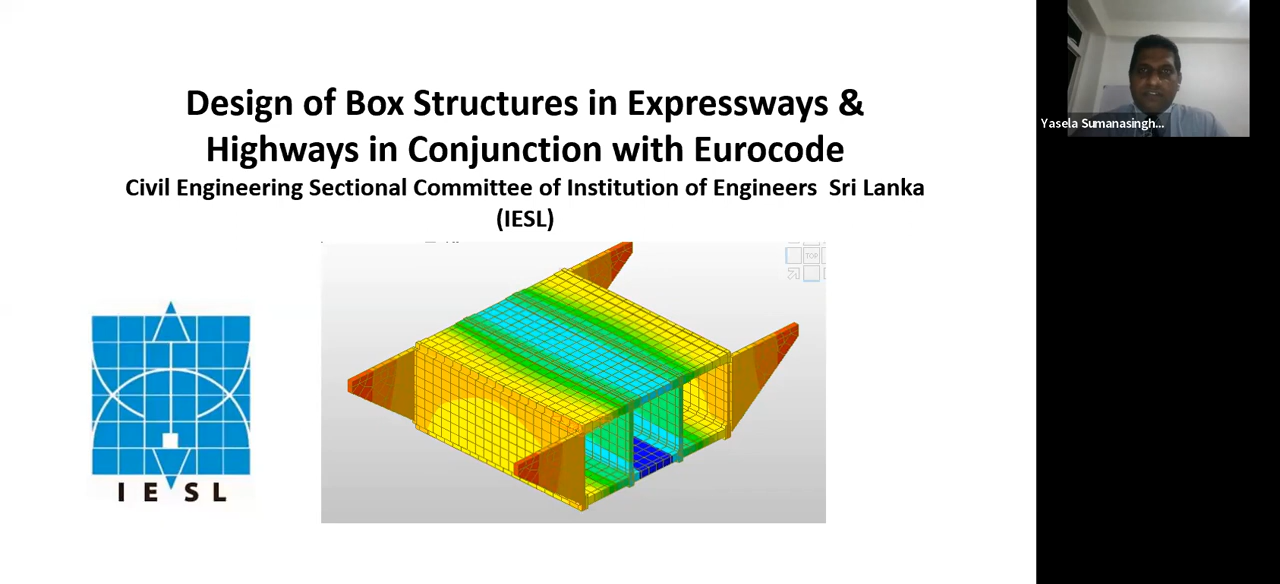 Design of Box Structures in Expressways &
Highways in Conjunction with Eurocode
Civil Engineering Sectional Committee of Institution of Engineers Sri Lanka
(IESL)
TOP
I E S L
Yasela Sumanasingh...